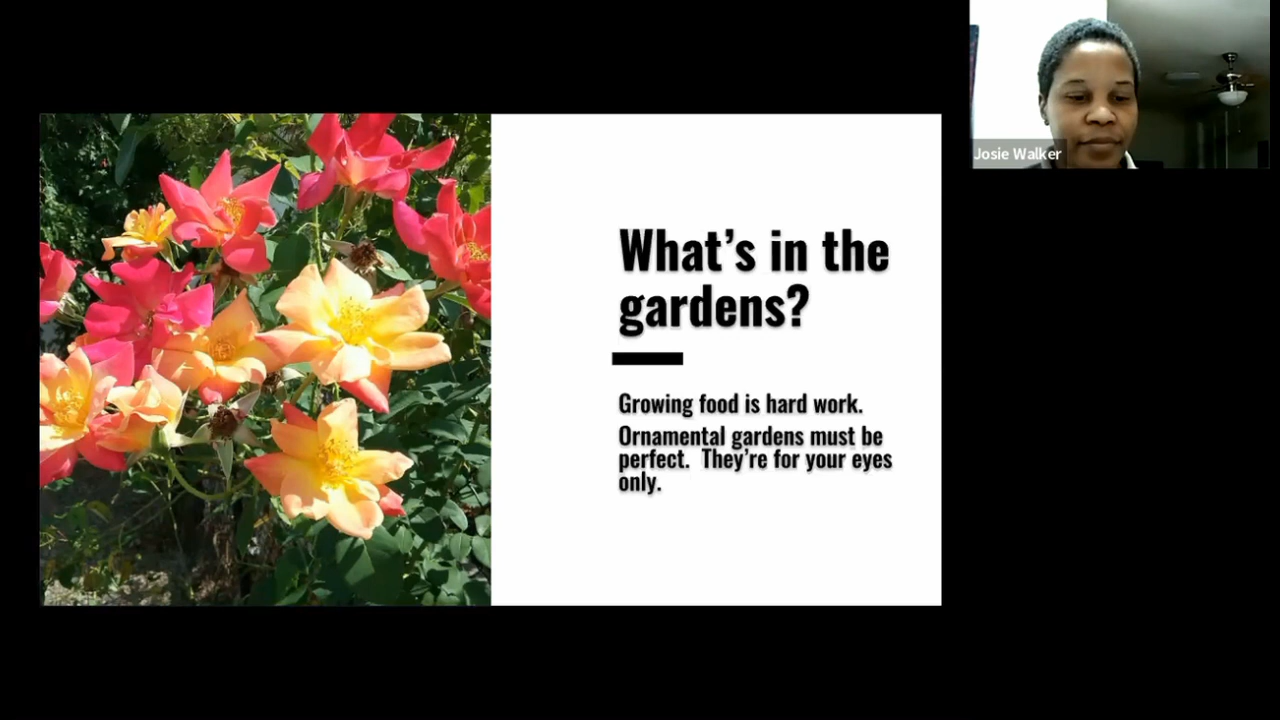 Josie Walker
What's in the
gardens?
Growing food is hard work.
Ornamental gardens must be
perfect.  They're for your eyes
only.